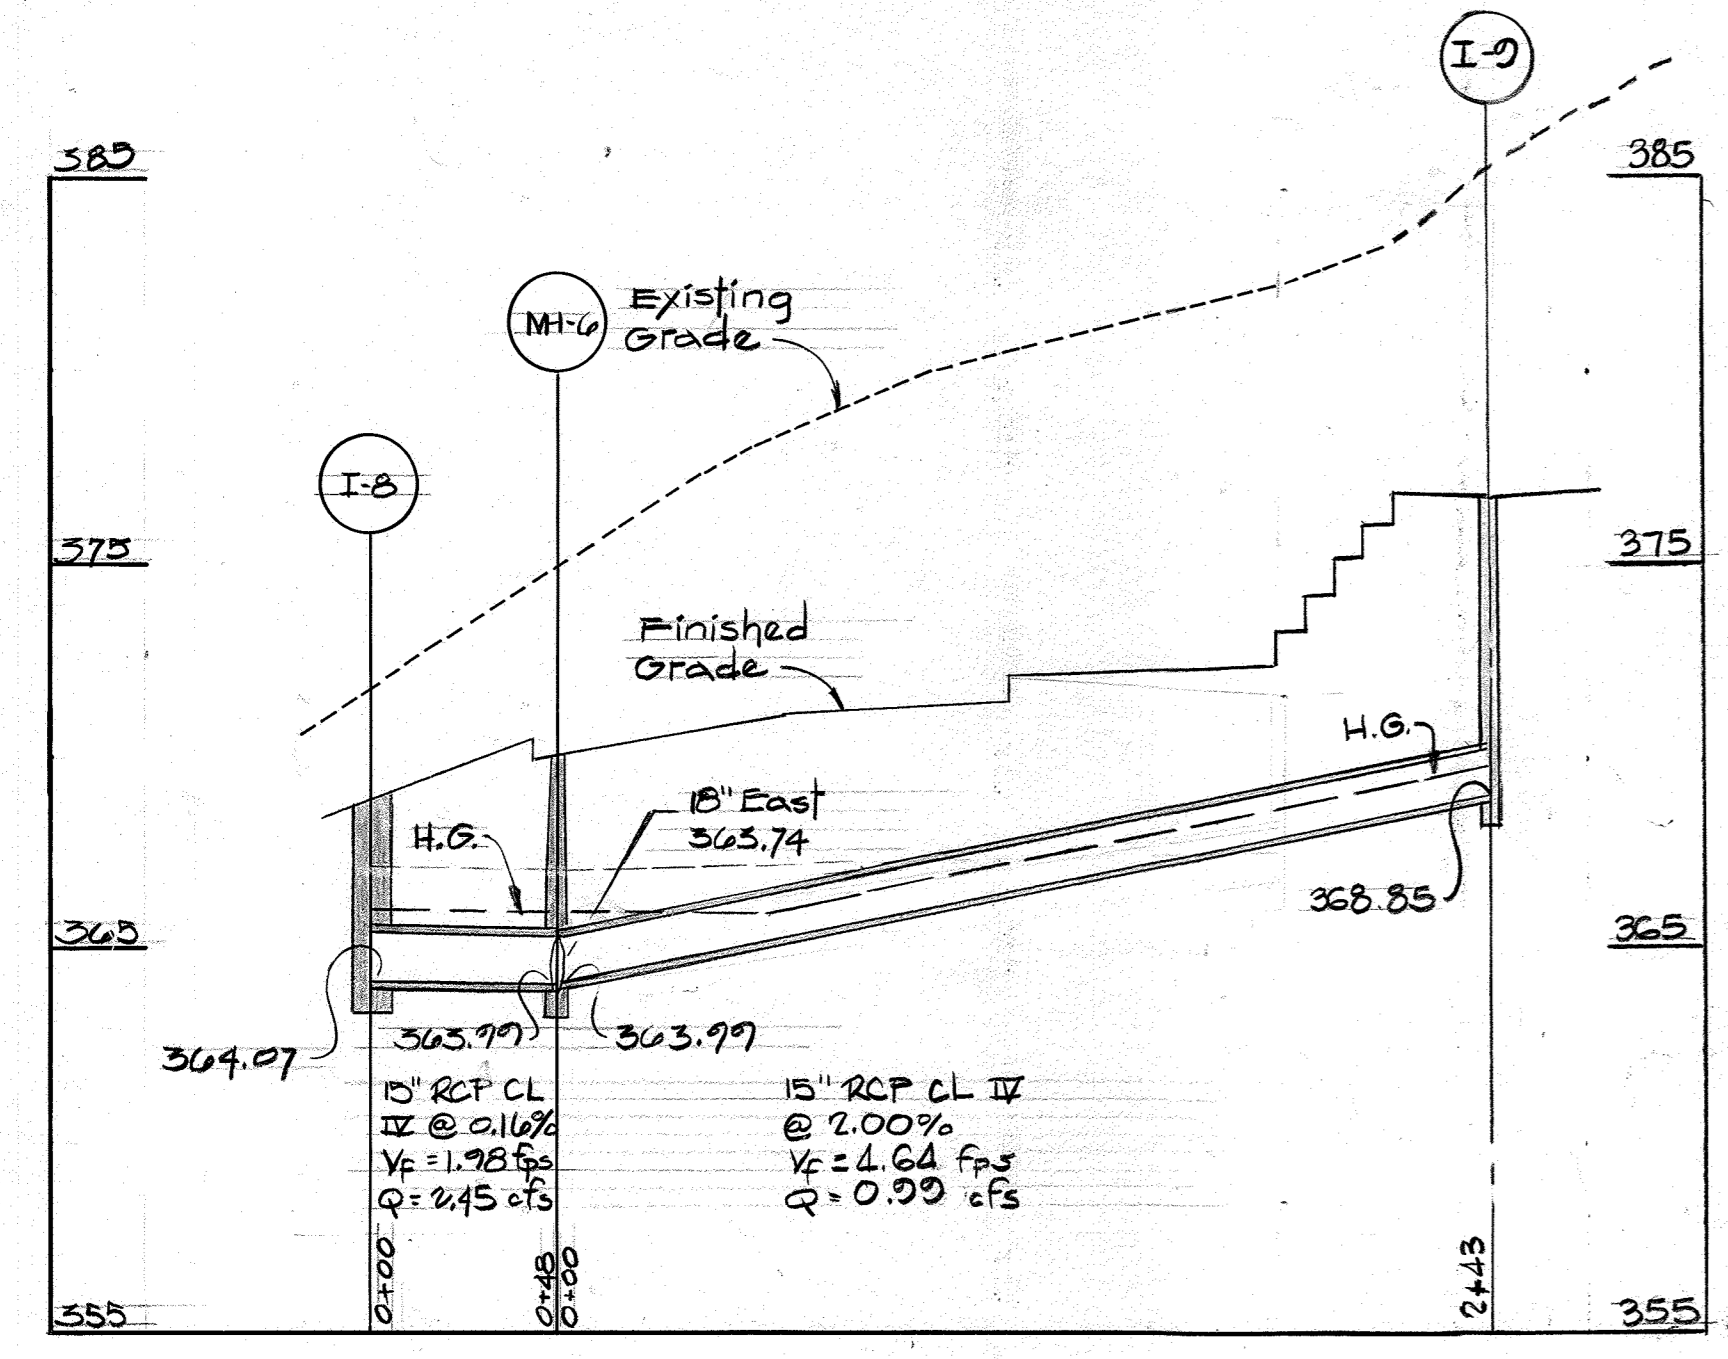 I-9
385
385
MH-6
Existing
Grade
I-8
375
375
Finished
Grade
H.G.
18" East
363.74
H.G.
368.85
365
365
364.07
363.99
363.99
15" RCP CL
IV @ 0.16%
Vf = 1.98 fps
Q = 2.45 cfs
15" RCP CL IV
@ 2.00%
Vf = 4.64 fps
Q = 0.99 cfs
0+00
0+48
0+00
2+43
355
355